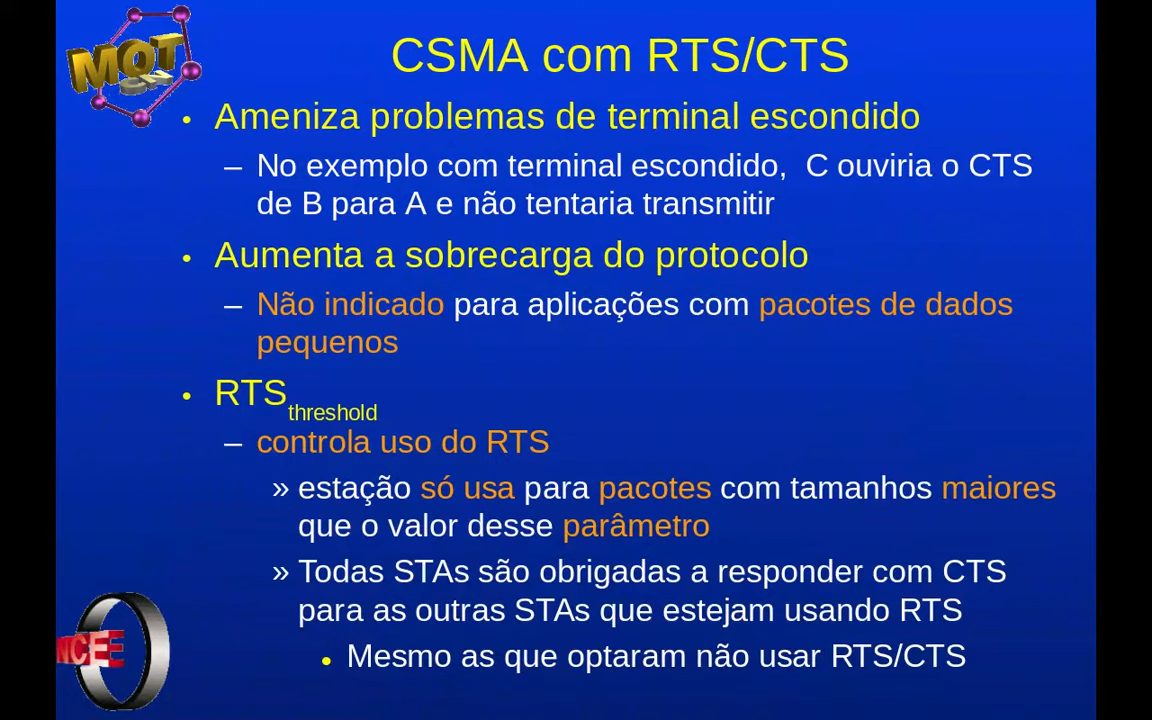 MOT
CN
CSMA com RTS/CTS
• Ameniza problemas de terminal escondido
– No exemplo com terminal escondido, C ouviria o CTS
de B para A e não tentaria transmitir
• Aumenta a sobrecarga do protocolo
– Não indicado para aplicações com pacotes de dados
pequenos
• RTSthreshold
– controla uso do RTS
» estação só usa para pacotes com tamanhos maiores
que o valor desse parâmetro
» Todas STAs são obrigadas a responder com CTS
para as outras STAs que estejam usando RTS
• Mesmo as que optaram não usar RTS/CTS